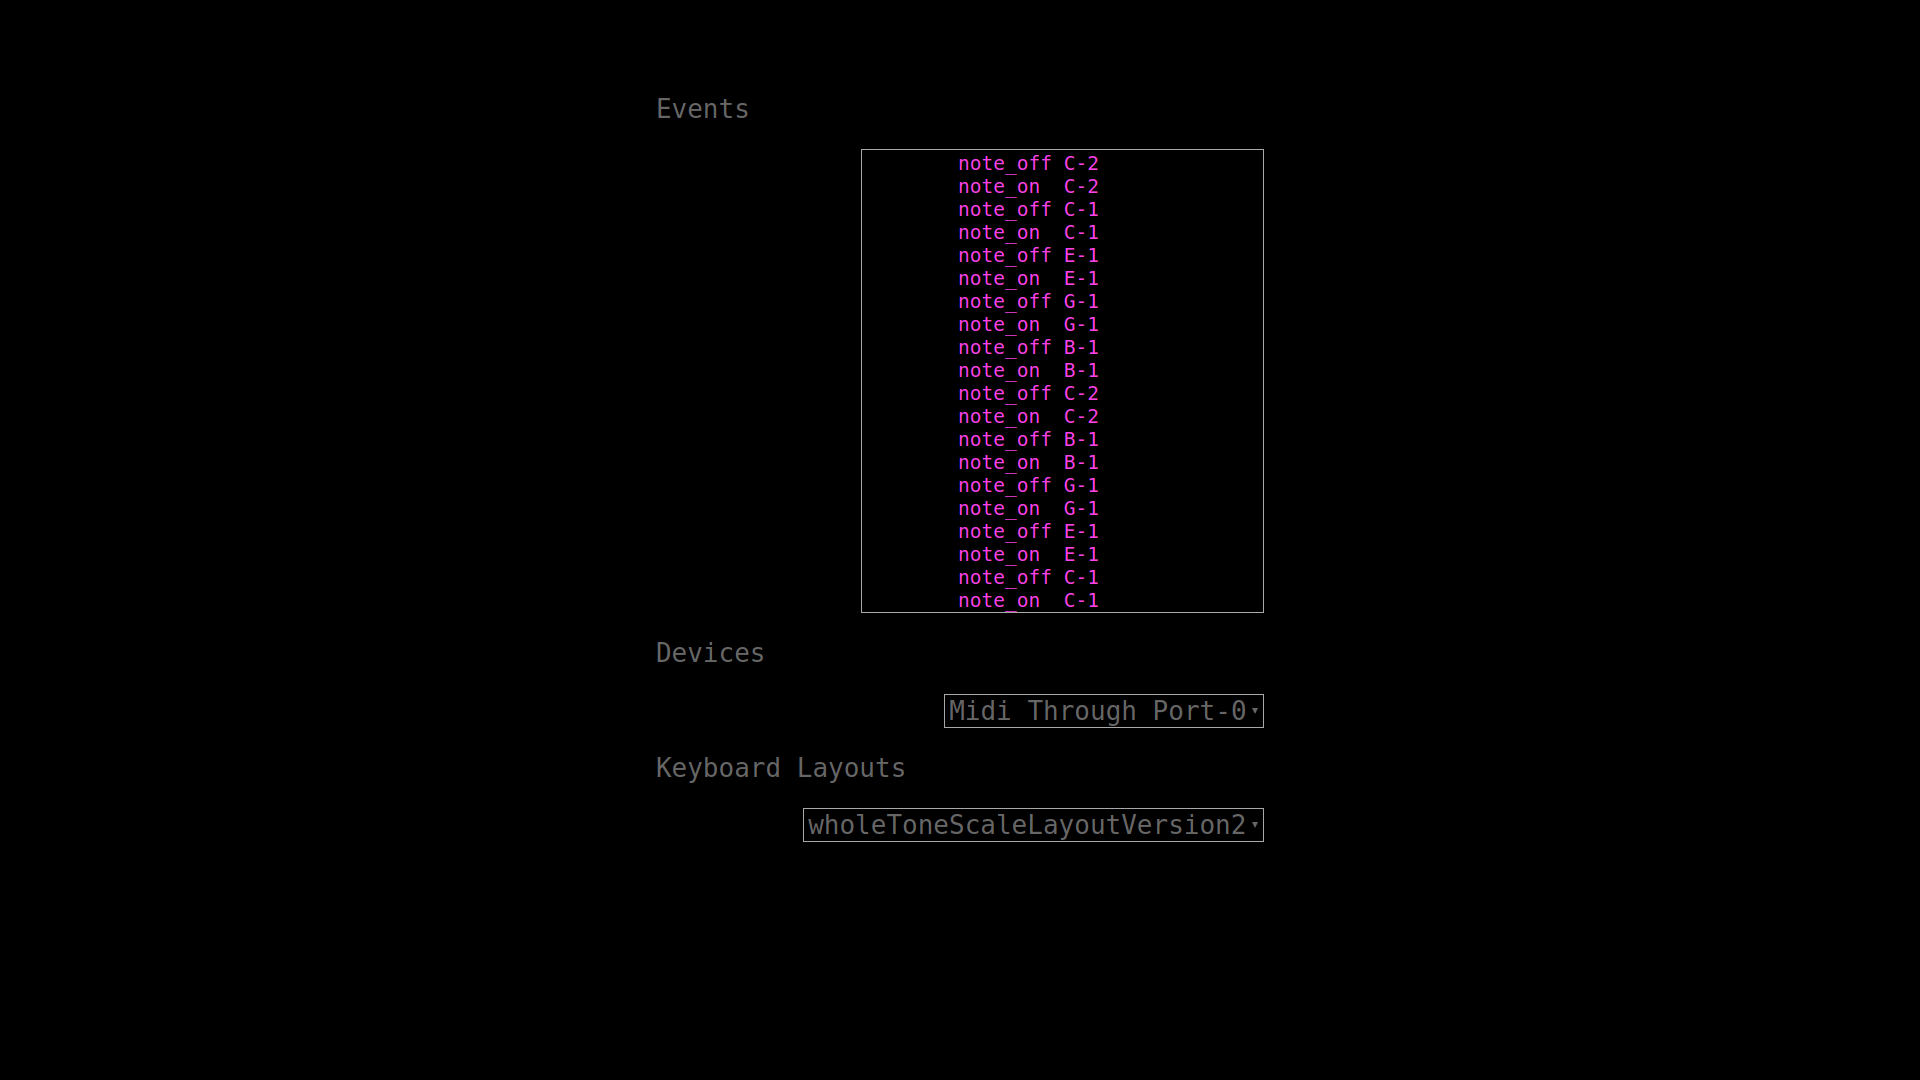 Events
note_off C-2
note_on  C-2
note_off C-1
note_on  C-1
note_off E-1
note_on  E-1
note_off G-1
note_on  G-1
note_off B-1
note_on  B-1
note_off C-2
note_on  C-2
note_off B-1
note_on  B-1
note_off G-1
note_on  G-1
note_off E-1
note_on  E-1
note_off C-1
note_on  C-1
Devices
Midi Through Port-0
Keyboard Layouts
wholeToneScaleLayoutVersion2